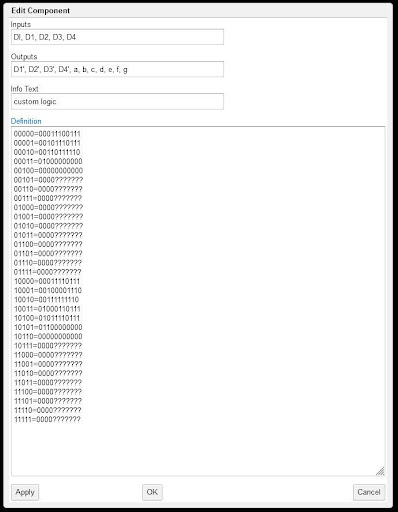 Edit Component
Inputs
DI, D1, D2, D3, D4
Outputs
D1', D2', D3', D4', a, b, c, d, e, f, g
Info Text
custom logic
Definition
00000=00011100111
00001=00101110111
00010=00110111110
00011=01000000000
00100=00000000000
00101=0000???????
00110=0000???????
00111=0000???????
01000=0000???????
01001=0000???????
01010=0000???????
01011=0000???????
01100=0000???????
01101=0000???????
01110=0000???????
01111=0000???????
10000=00011110111
10001=00100001110
10010=00111111110
10011=01000110111
10100=01011110111
10101=01100000000
10110=00000000000
10111=0000???????
11000=0000???????
11001=0000???????
11010=0000???????
11011=0000???????
11100=0000???????
11101=0000???????
11110=0000???????
11111=0000???????
Apply
OK
Cancel